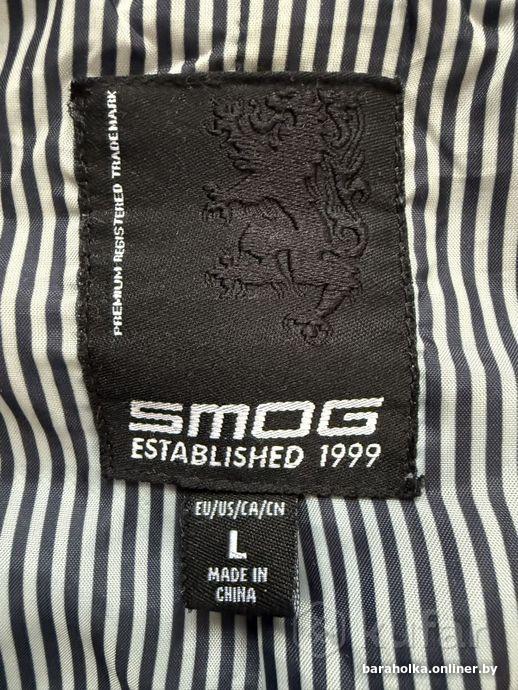 PREMIUM REGISTERED TRADEMARK
SMOG
ESTABLISHED 1999
EU/US/CA/CN
L
MADE IN
CHINA
kufar
baraholka.onliner.by